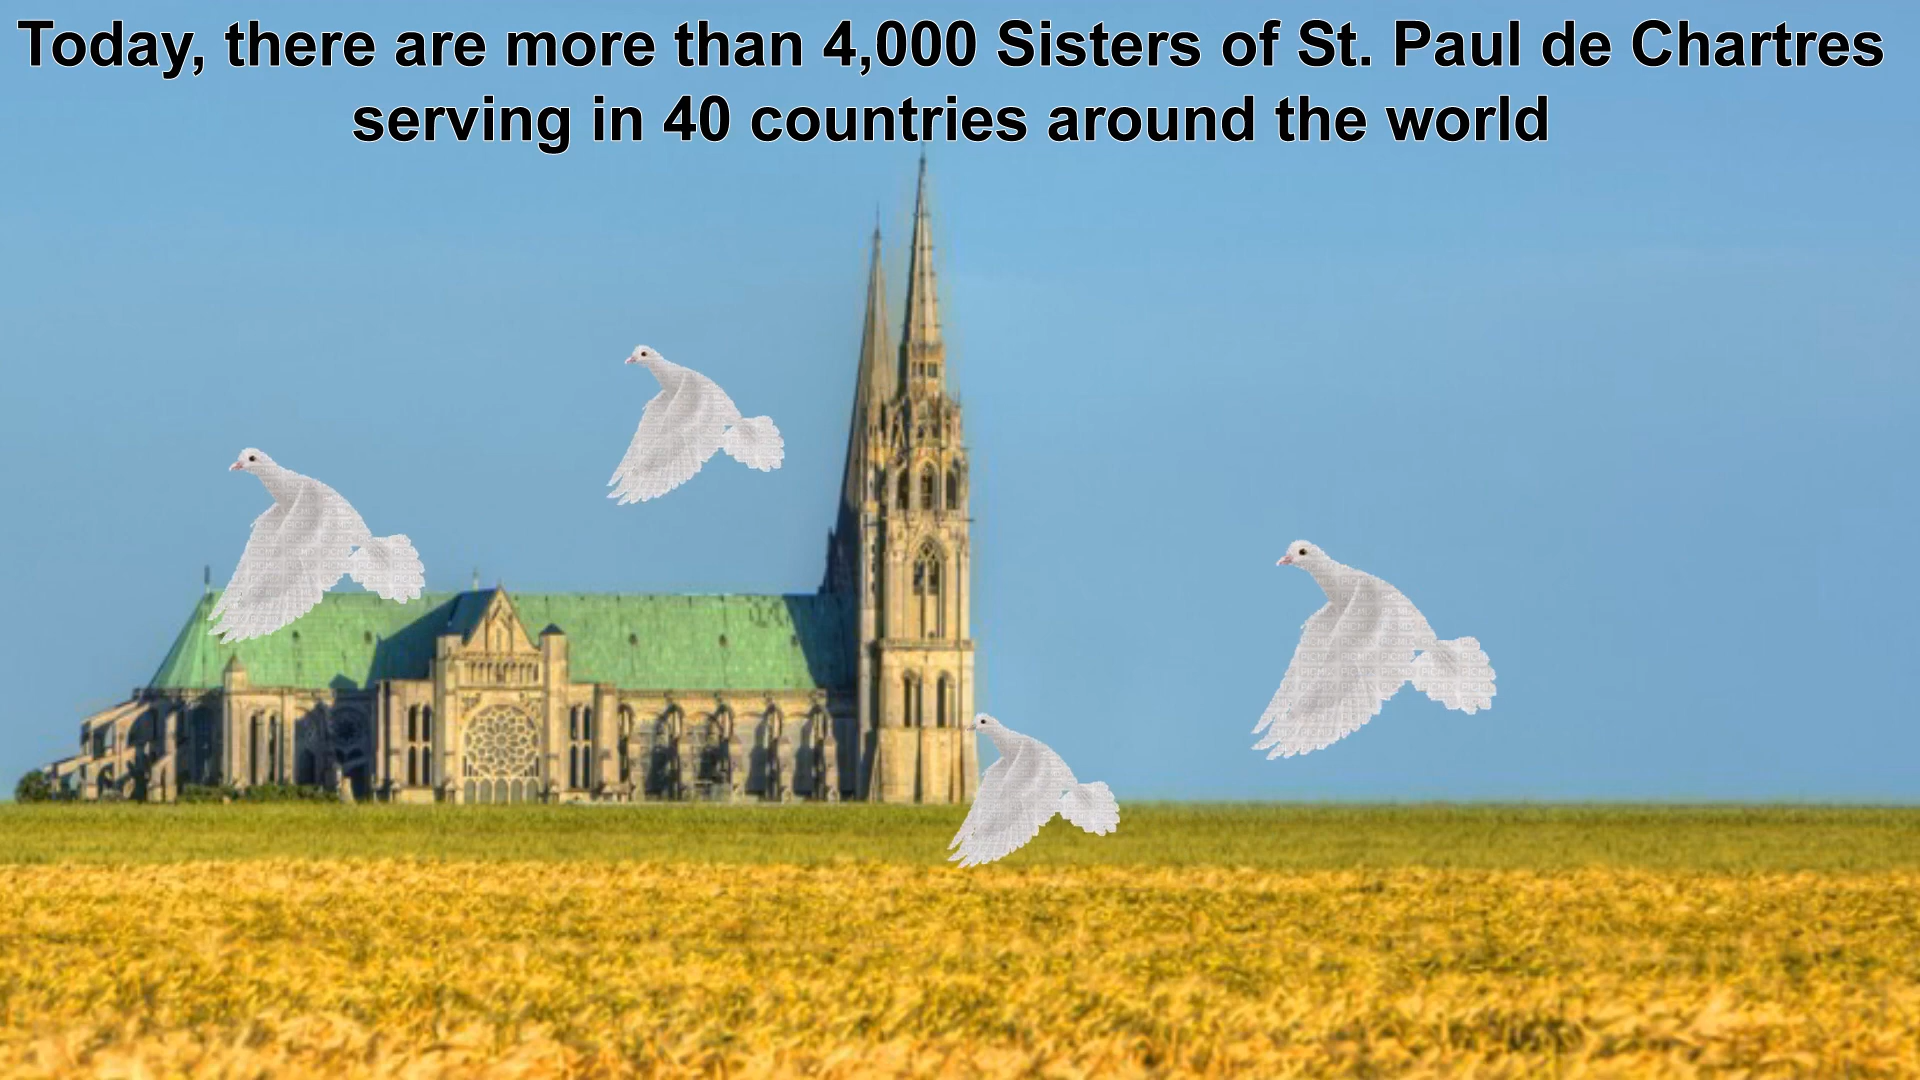 Today, there are more than 4,000 Sisters of St. Paul de Chartres
serving in 40 countries around the world